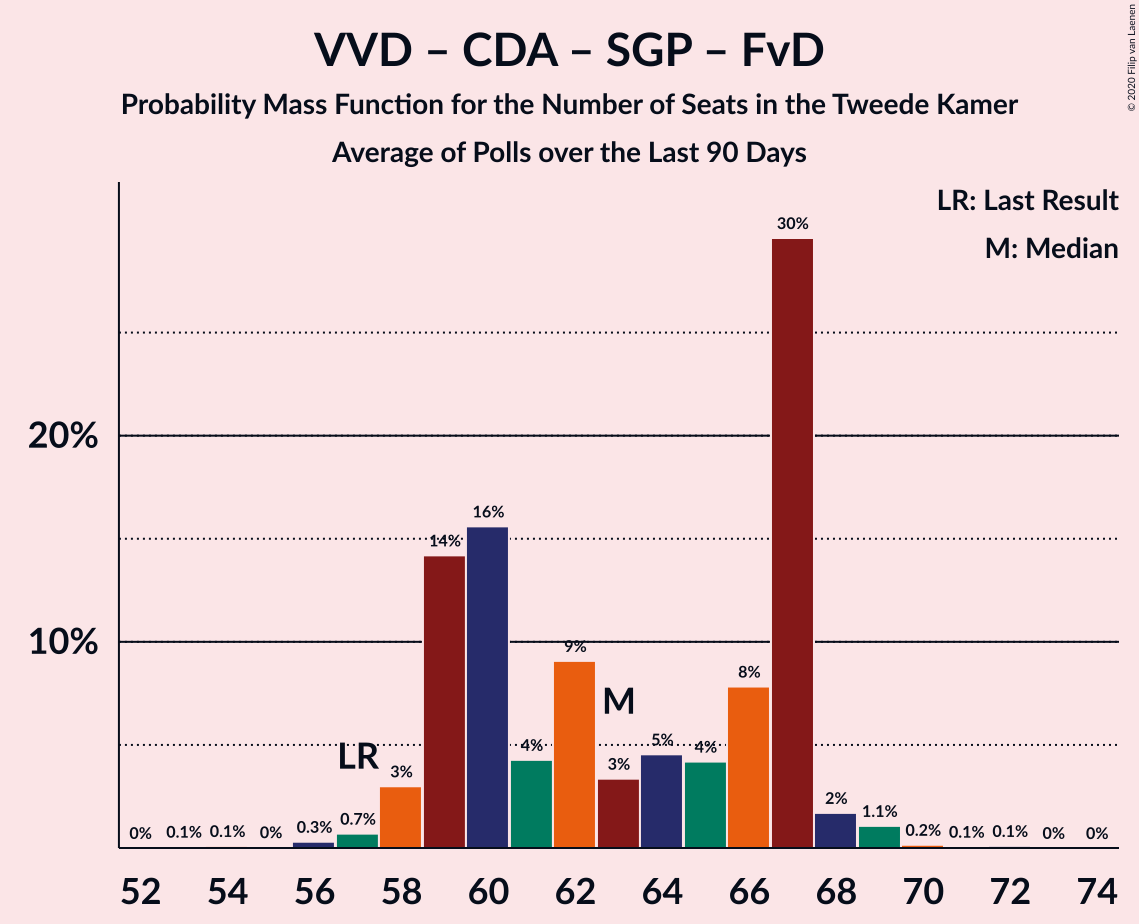 VVD – CDA – SGP – FvD
Probability Mass Function for the Number of Seats in the Tweede Kamer
Average of Polls over the Last 90 Days
© 2020 Filip van Laenen
LR: Last Result
M: Median
30%
20%
16%
14%
10%
9%
8%
M
LR
5%
4%
4%
3%
3%
2%
1.1%
0.7%
0.3%
0% 0.1% 0.1% 0%
0.2% 0.1% 0.1% 0% 0%
52 54 56 58 60 62 64 66 68 70 72 74